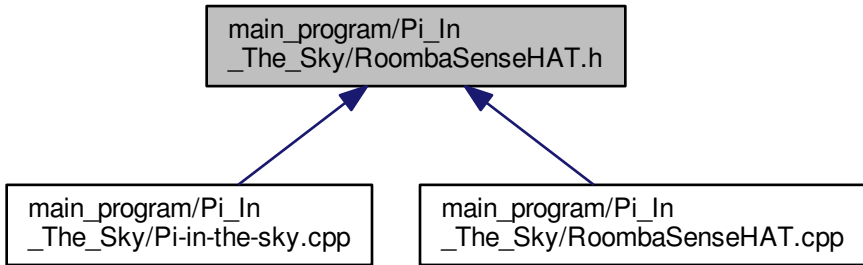 main_program/Pi_In
_The_Sky/RoombaSenseHAT.h
main_program/Pi_In
_The_Sky/Pi-in-the-sky.cpp
main_program/Pi_In
_The_Sky/RoombaSenseHAT.cpp